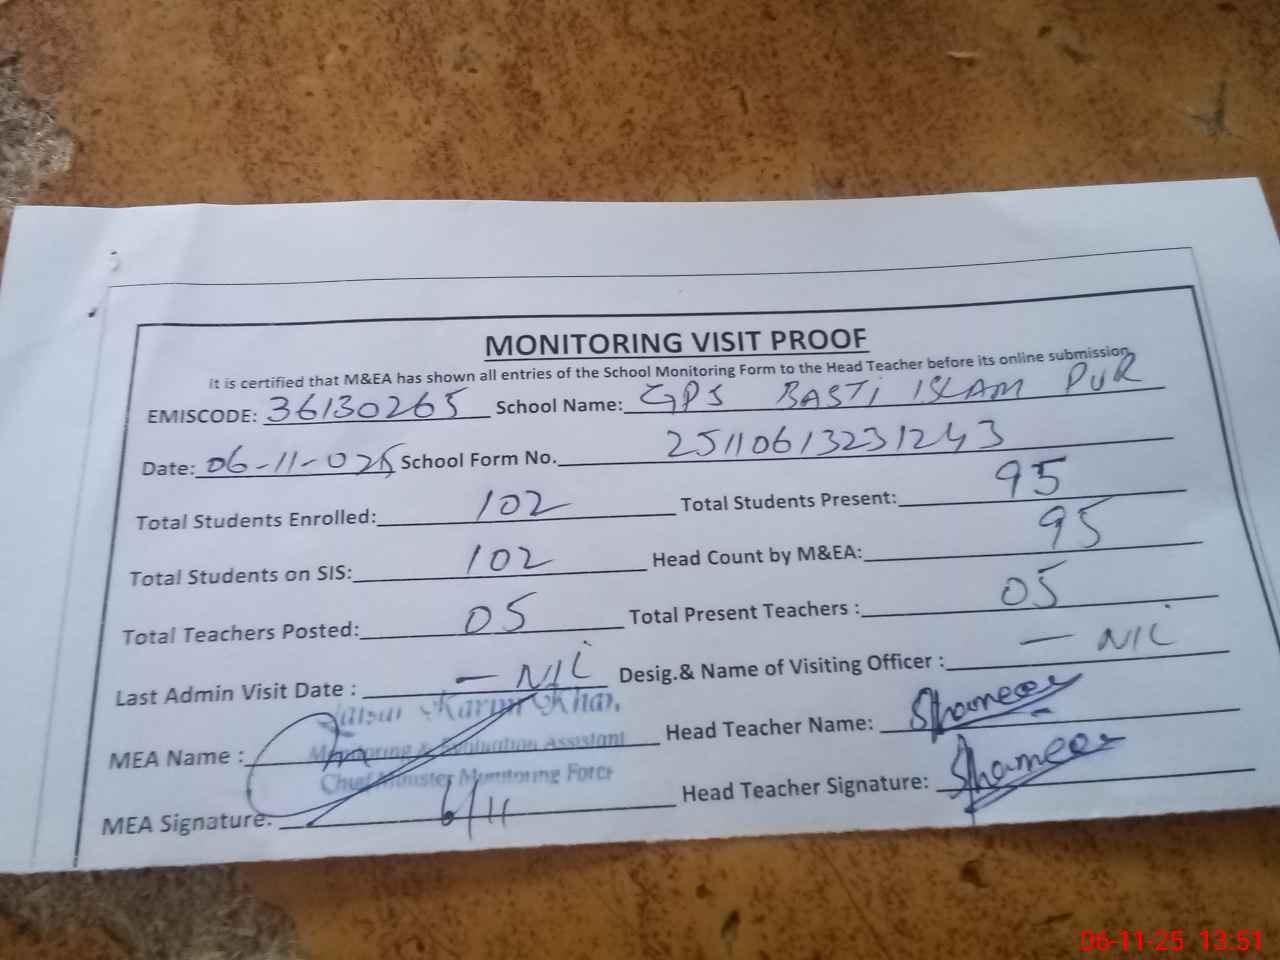 MONITORING VISIT PROOF
It is certified that M&EA has shown all entries of the School Monitoring Form to the Head Teacher before its online submission.
EMISCODE: 36130265 School Name: GPS BASTi ISLAM PUR
Date: 06-11-025 School Form No. 25110613231243
Total Students Enrolled: 102 Total Students Present: 95
Total Students on SIS: 102 Head Count by M&EA: 95
Total Teachers Posted: 05 Total Present Teachers : 05
Last Admin Visit Date : — NIL Desig.& Name of Visiting Officer : — NIL
Khan
MEA Name : Monitoring & Evaluation Assistant Head Teacher Name: Shameer
Chief Minister Monitoring Force
MEA Signature: 6/11 Head Teacher Signature: Shameer
06-11-25 13:51